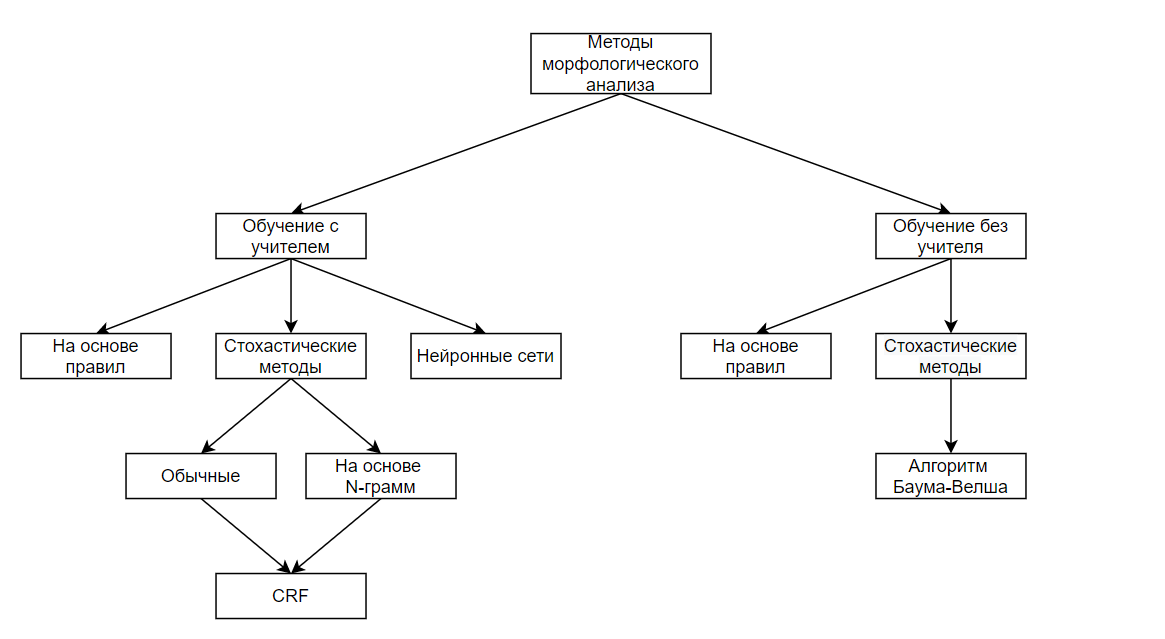 Методы
морфологического
анализа
Обучение с
учителем
Обучение без
учителя
На основе
правил
Стохастические
методы
Нейронные сети
На основе
правил
Стохастические
методы
Обычные
На основе
N-грамм
Алгоритм
Баума-Велша
CRF